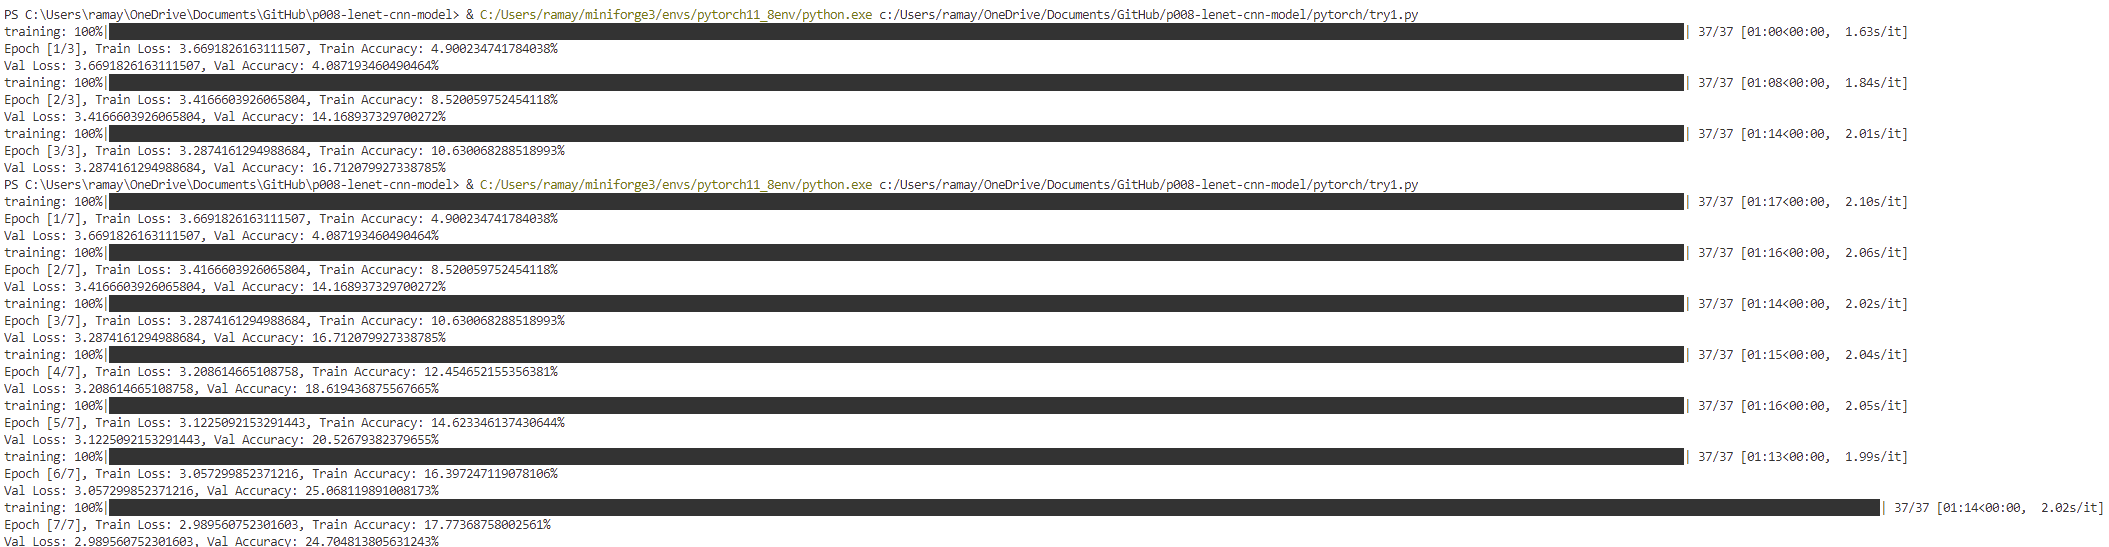 PS C:\Users\ramay\OneDrive\Documents\GitHub\p008-lenet-cnn-model> & C:/Users/ramay/miniforge3/envs/pytorch11_8env/python.exe c:/Users/ramay/OneDrive/Documents/GitHub/p008-lenet-cnn-model/pytorch/try1.py
training: 100%| | 37/37 [01:00<00:00, 1.63s/it]
Epoch [1/3], Train Loss: 3.6691826163111507, Train Accuracy: 4.900234741784038%
Val Loss: 3.6691826163111507, Val Accuracy: 4.087193460490464%
training: 100%| | 37/37 [01:08<00:00, 1.84s/it]
Epoch [2/3], Train Loss: 3.4166603926065804, Train Accuracy: 8.520059752454118%
Val Loss: 3.4166603926065804, Val Accuracy: 14.168937329700272%
training: 100%| | 37/37 [01:14<00:00, 2.01s/it]
Epoch [3/3], Train Loss: 3.2874161294988684, Train Accuracy: 10.630068288518993%
Val Loss: 3.2874161294988684, Val Accuracy: 16.712079927338785%
PS C:\Users\ramay\OneDrive\Documents\GitHub\p008-lenet-cnn-model> & C:/Users/ramay/miniforge3/envs/pytorch11_8env/python.exe c:/Users/ramay/OneDrive/Documents/GitHub/p008-lenet-cnn-model/pytorch/try1.py
training: 100%| | 37/37 [01:17<00:00, 2.10s/it]
Epoch [1/7], Train Loss: 3.6691826163111507, Train Accuracy: 4.900234741784038%
Val Loss: 3.6691826163111507, Val Accuracy: 4.087193460490464%
training: 100%| | 37/37 [01:16<00:00, 2.06s/it]
Epoch [2/7], Train Loss: 3.4166603926065804, Train Accuracy: 8.520059752454118%
Val Loss: 3.4166603926065804, Val Accuracy: 14.168937329700272%
training: 100%| | 37/37 [01:14<00:00, 2.02s/it]
Epoch [3/7], Train Loss: 3.2874161294988684, Train Accuracy: 10.630068288518993%
Val Loss: 3.2874161294988684, Val Accuracy: 16.712079927338785%
training: 100%| | 37/37 [01:15<00:00, 2.04s/it]
Epoch [4/7], Train Loss: 3.208614665108758, Train Accuracy: 12.454652155356381%
Val Loss: 3.208614665108758, Val Accuracy: 18.619436875567665%
training: 100%| | 37/37 [01:16<00:00, 2.05s/it]
Epoch [5/7], Train Loss: 3.1225092153291443, Train Accuracy: 14.623346137430644%
Val Loss: 3.1225092153291443, Val Accuracy: 20.52679382379655%
training: 100%| | 37/37 [01:13<00:00, 1.99s/it]
Epoch [6/7], Train Loss: 3.057299852371216, Train Accuracy: 16.397247119078106%
Val Loss: 3.057299852371216, Val Accuracy: 25.068119891008173%
training: 100%| | 37/37 [01:14<00:00, 2.02s/it]
Epoch [7/7], Train Loss: 2.989560752301603, Train Accuracy: 17.77368758002561%
Val Loss: 2.989560752301603, Val Accuracy: 24.704813805631243%